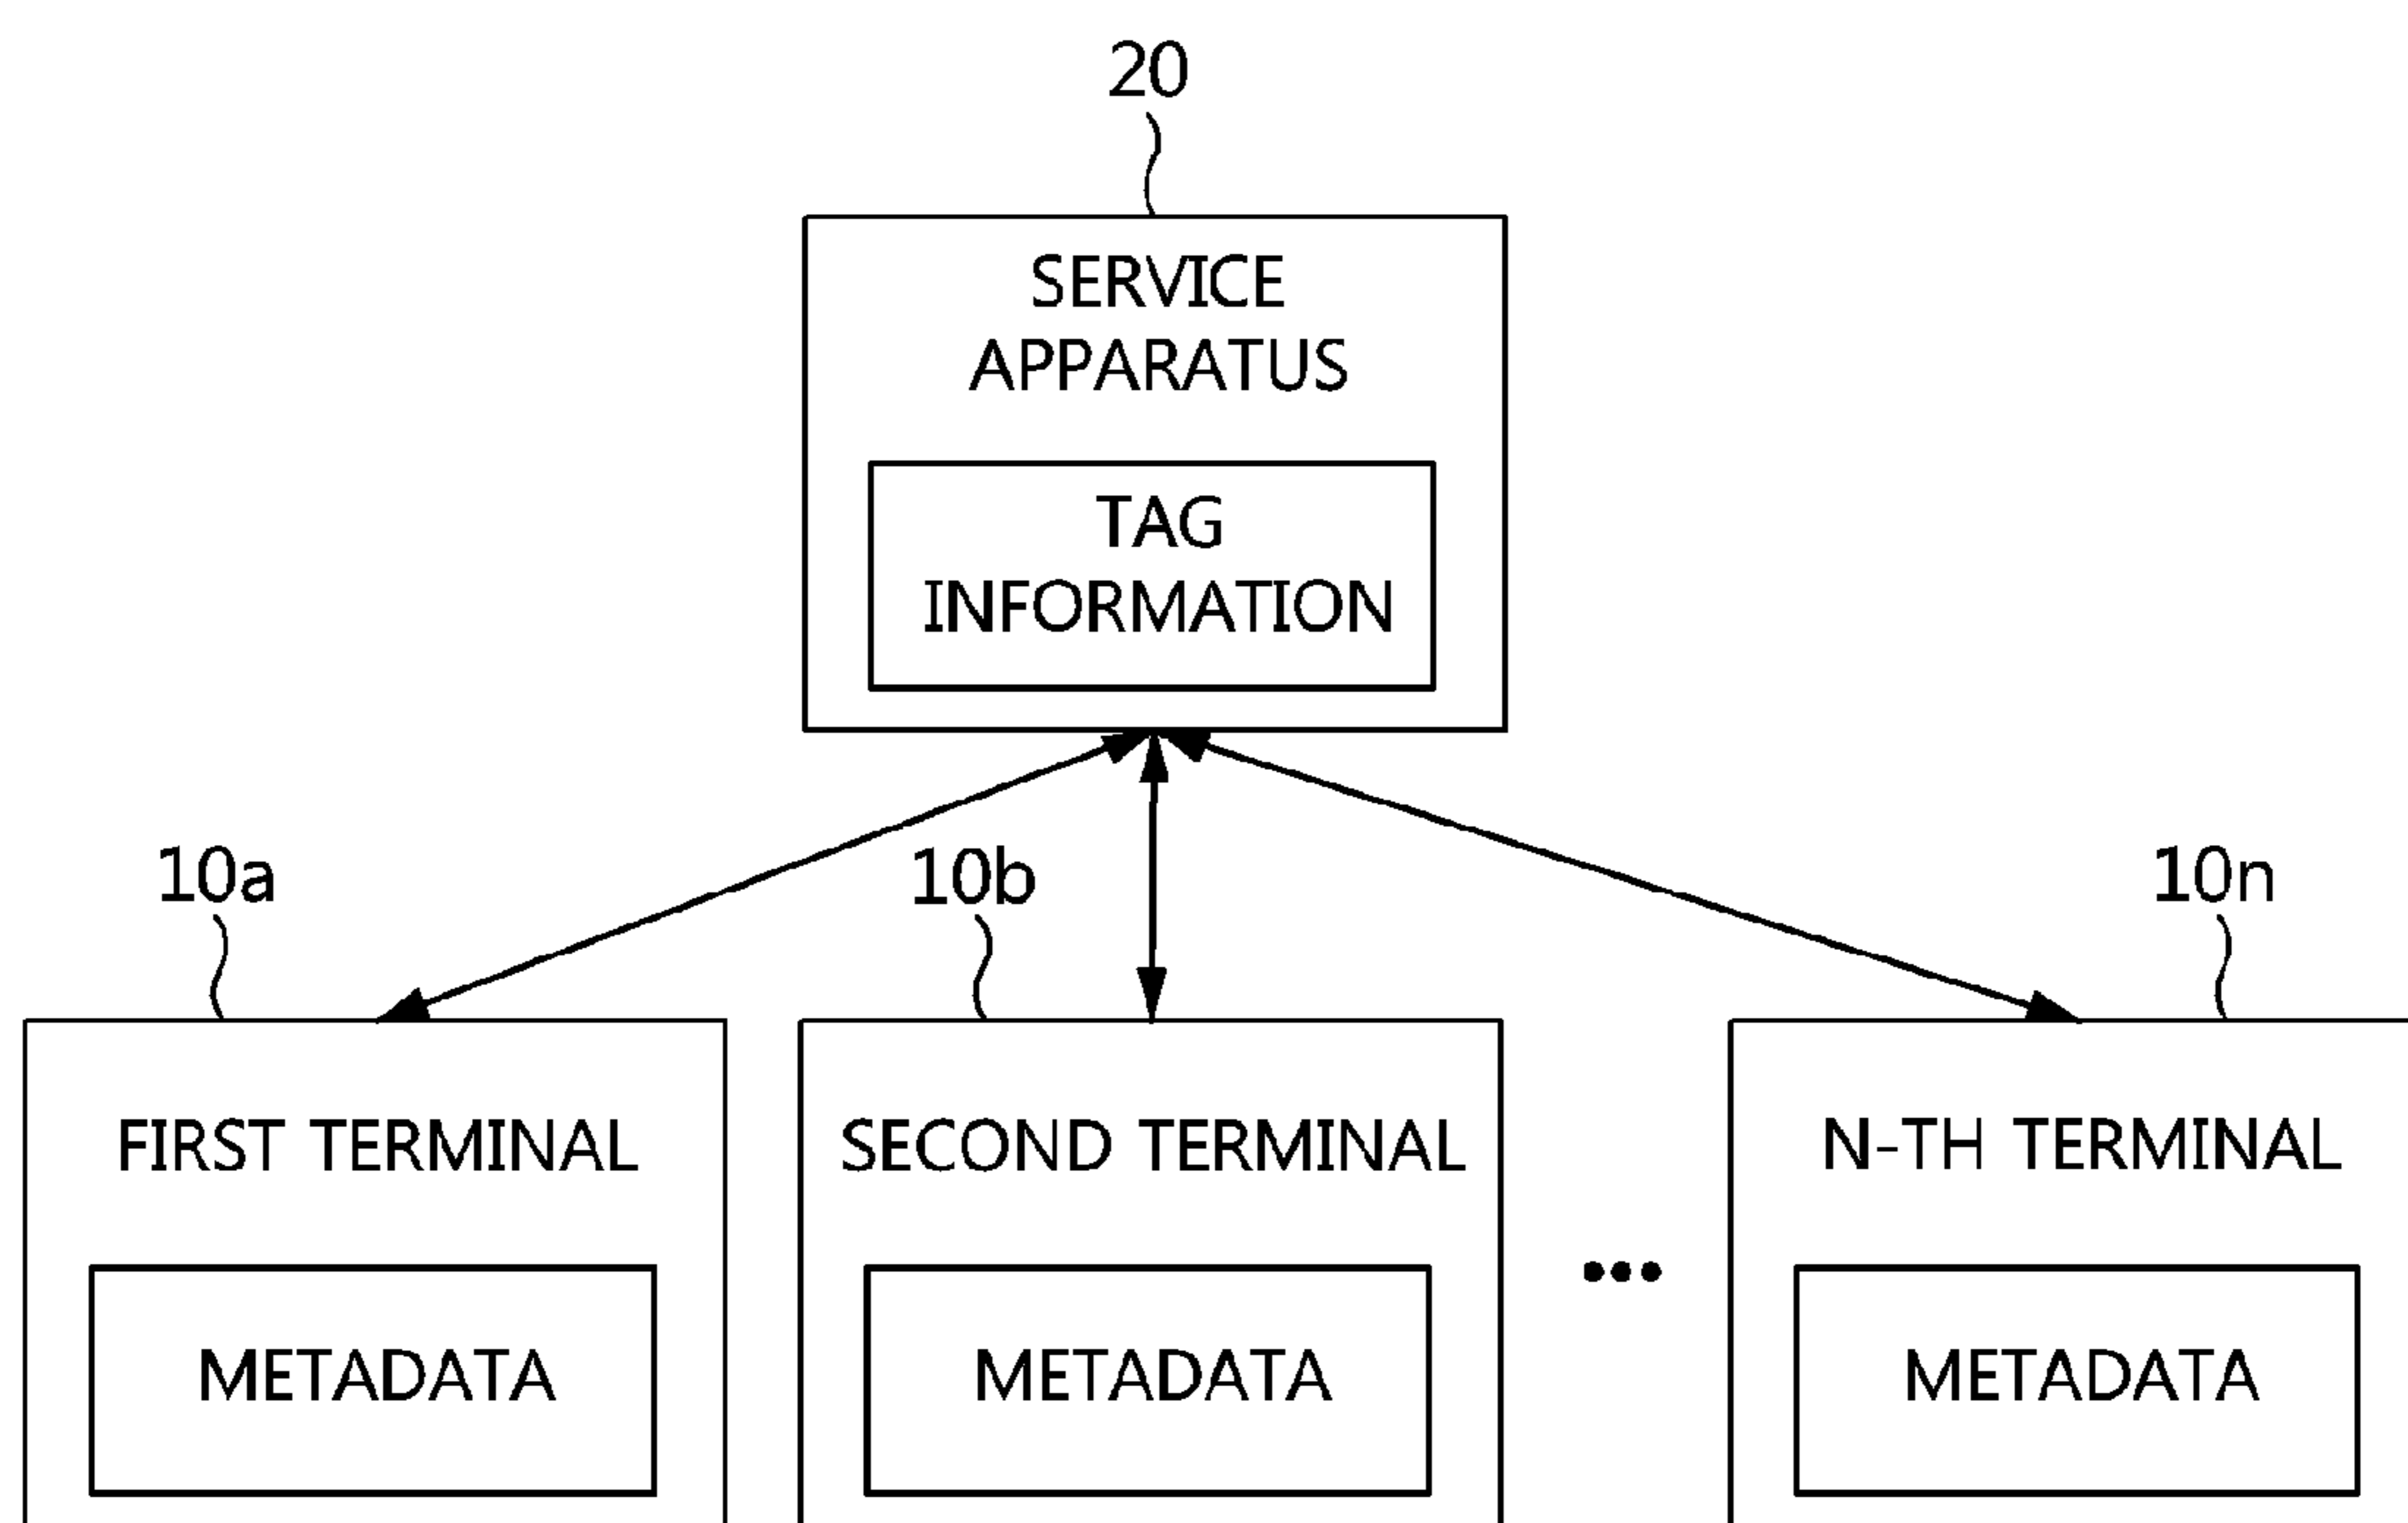 20
SERVICE
APPARATUS
TAG
INFORMATION
10a
10b
10n
FIRST TERMINAL
SECOND TERMINAL
N-TH TERMINAL
•••
METADATA
METADATA
METADATA